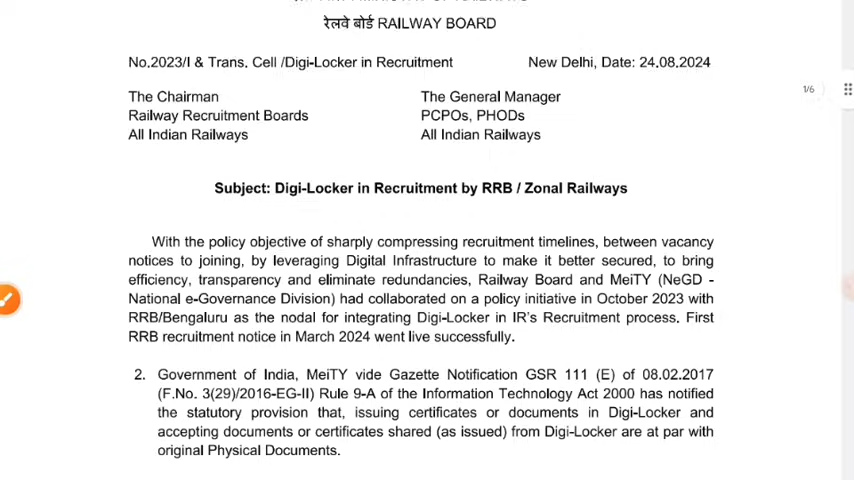 रेलवे बोर्ड RAILWAY BOARD
No.2023/I & Trans. Cell /Digi-Locker in Recruitment New Delhi, Date: 24.08.2024
1/6
The Chairman The General Manager
Railway Recruitment Boards PCPOs, PHODs
All Indian Railways All Indian Railways
Subject: Digi-Locker in Recruitment by RRB / Zonal Railways
With the policy objective of sharply compressing recruitment timelines, between vacancy
notices to joining, by leveraging Digital Infrastructure to make it better secured, to bring
efficiency, transparency and eliminate redundancies, Railway Board and MeiTY (NeGD -
National e-Governance Division) had collaborated on a policy initiative in October 2023 with
RRB/Bengaluru as the nodal for integrating Digi-Locker in IR's Recruitment process. First
RRB recruitment notice in March 2024 went live successfully.
2. Government of India, MeiTY vide Gazette Notification GSR 111 (E) of 08.02.2017
(F.No. 3(29)/2016-EG-II) Rule 9-A of the Information Technology Act 2000 has notified
the statutory provision that, issuing certificates or documents in Digi-Locker and
accepting documents or certificates shared (as issued) from Digi-Locker are at par with
original Physical Documents.